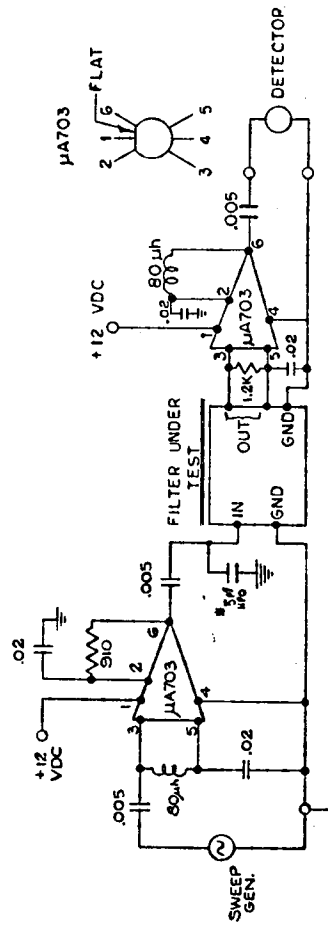 +12
VDC
.02
910
1
2
3
4
5
6
μA703
.005
80μh
.005
.02
SWEEP
GEN.
5
NPO
FILTER UNDER
TEST
IN
GND
OUT
GND
1.2K
.02
+12 VDC
.02
80μh
1
2
3
4
5
6
μA703
.005
DETECTOR
μA703
FLAT
1
2
3
4
5
6